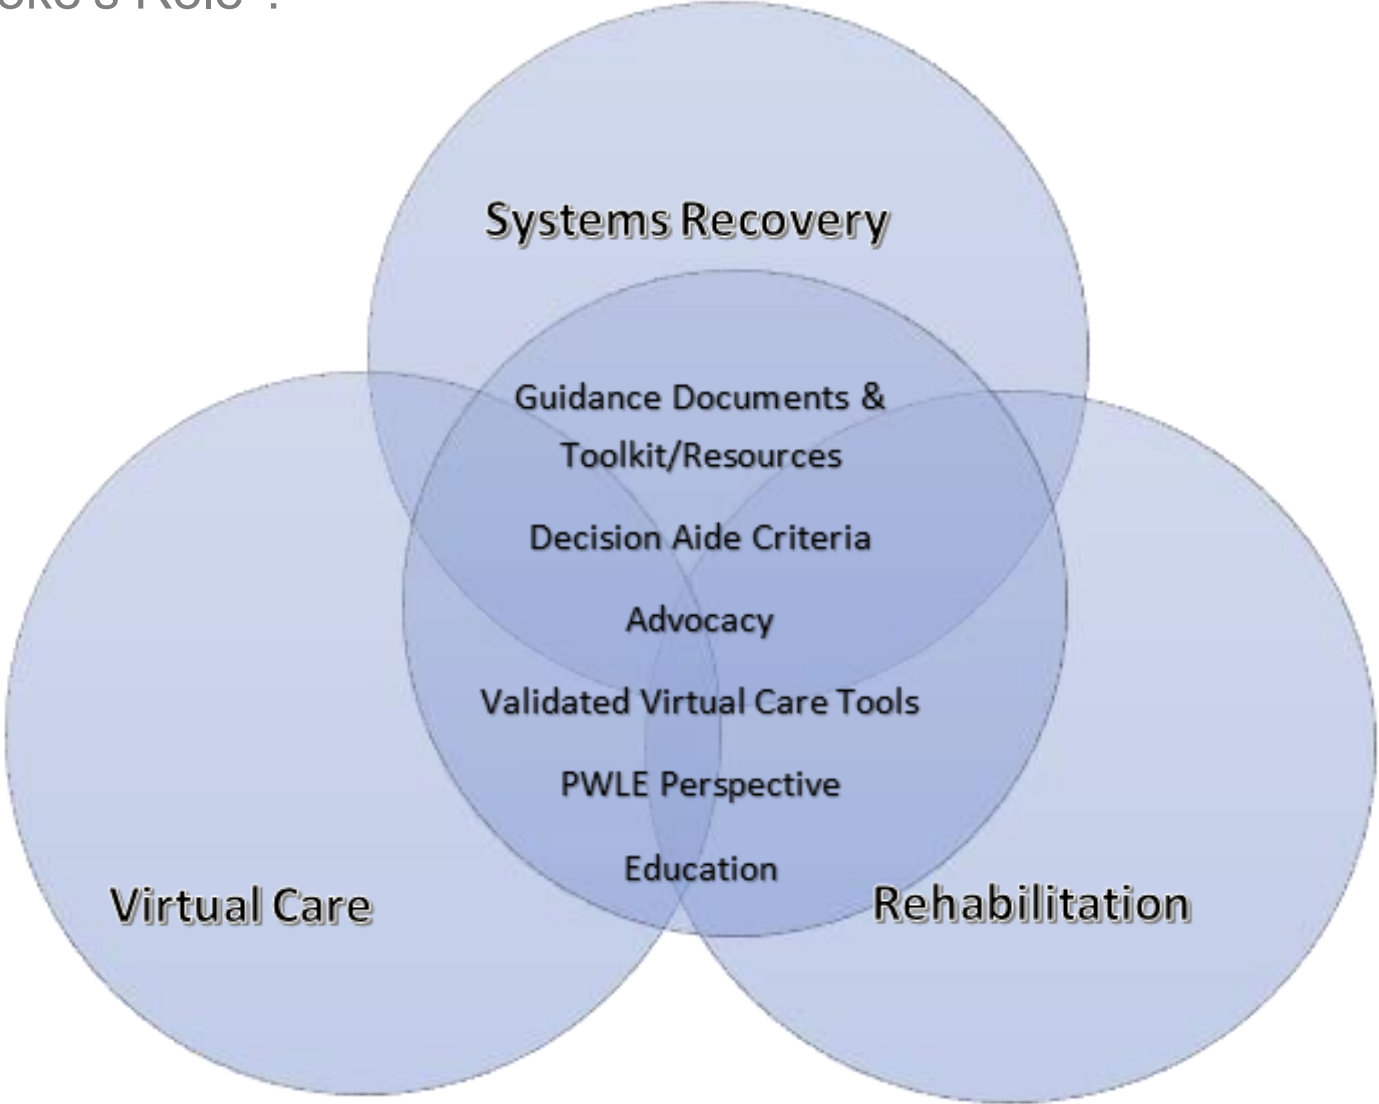 Role".
Systems Recovery
Guidance Documents &
Toolkit/Resources
Decision Aide Criteria
Advocacy
Validated Virtual Care Tools
PWLE Perspective
Education
Virtual Care
Rehabilitation